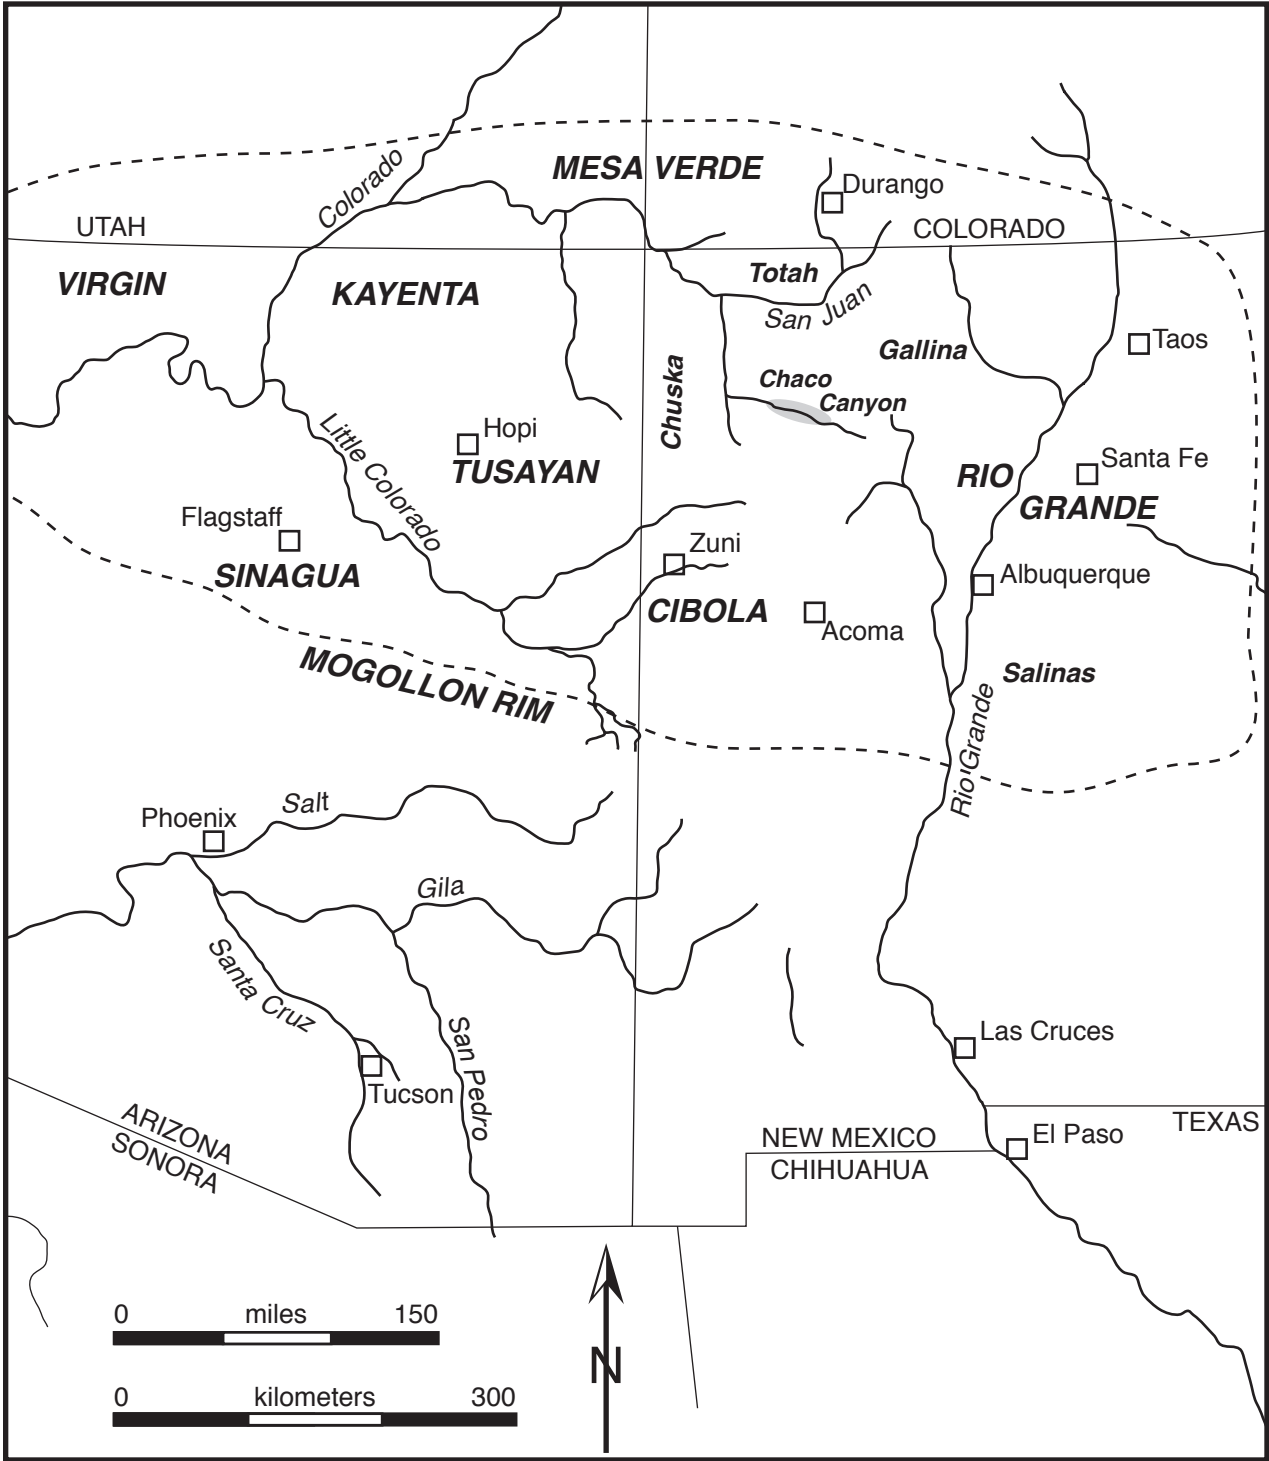 MESA VERDE
Colorado
Durango
UTAH
COLORADO
VIRGIN
KAYENTA
Totah
San Juan
Taos
Gallina
Chuska
Chaco
Canyon
Little Colorado
Hopi
TUSAYAN
RIO
GRANDE
Santa Fe
Flagstaff
SINAGUA
Zuni
CIBOLA
Albuquerque
Acoma
MOGOLLON RIM
Salinas
Rio Grande
Phoenix
Salt
Gila
Santa Cruz
San Pedro
Tucson
Las Cruces
ARIZONA
SONORA
NEW MEXICO
CHIHUAHUA
TEXAS
El Paso
0 miles 150
0 kilometers 300
N